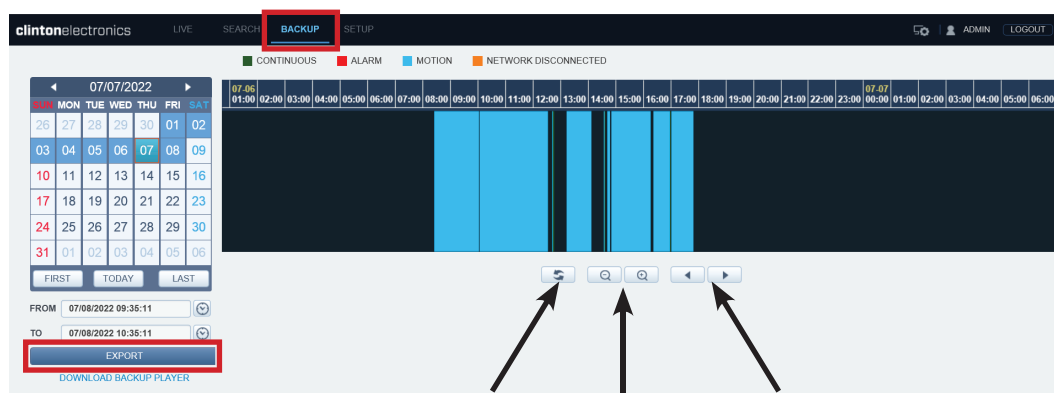 clintonelectronics LIVE SEARCH BACKUP SETUP ADMIN LOGOUT
CONTINUOUS ALARM MOTION NETWORK DISCONNECTED
07/07/2022
SUN MON TUE WED THU FRI SAT
26 27 28 29 30 01 02
03 04 05 06 07 08 09
10 11 12 13 14 15 16
17 18 19 20 21 22 23
24 25 26 27 28 29 30
31 01 02 03 04 05 06
FIRST TODAY LAST
FROM 07/08/2022 09:35:11
TO 07/08/2022 10:35:11
EXPORT
DOWNLOAD BACKUP PLAYER
07-06 07-07
01:00 02:00 03:00 04:00 05:00 06:00 07:00 08:00 09:00 10:00 11:00 12:00 13:00 14:00 15:00 16:00 17:00 18:00 19:00 20:00 21:00 22:00 23:00 00:00 01:00 02:00 03:00 04:00 05:00 06:00